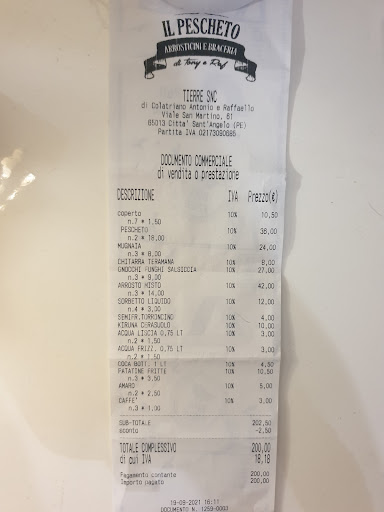 IL PESCHETO
ARROSTICINI E BRACERIA
di Tony e Raf
TIERRE SNC
di Colatriano Antonio e Raffaello
Viale San Martino, 61
65013 Citta' Sant'Angelo (PE)
Partita IVA 02173090685
DOCUMENTO COMMERCIALE
di vendita o prestazione
DESCRIZIONE IVA Prezzo(€)
coperto 10% 10,50
n.7 * 1,50
PESCHETO 10% 36,00
n.2 * 18,00
MUGNAIA 10% 24,00
n.3 * 8,00
CHITARRA TERAMANA 10% 8,00
GNOCCHI FUNGHI SALSICCIA 10% 27,00
n.3 * 9,00
ARROSTO MISTO 10% 42,00
n.3 * 14,00
SORBETTO LIQUIDO 10% 12,00
n.4 * 3,00
SEMIFR.TORRONCINO 10% 4,00
KIRUNA CERASUOLO 10% 10,00
ACQUA LISCIA 0,75 LT 10% 3,00
n.2 * 1,50
ACQUA FRIZZ. 0,75 LT 10% 3,00
n.2 * 1,50
COCA BOTT. 1 LT 10% 4,50
PATATINE FRITTE 10% 10,50
n.3 * 3,50
AMARO 10% 5,00
n.2 * 2,50
CAFFE' 10% 3,00
n.3 * 1,00
SUB-TOTALE 202,50
sconto -2,50
TOTALE COMPLESSIVO 200,00
di cui IVA 18,18
Pagamento contante 200,00
Importo pagato 200,00
19-09-2021 16:11
DOCUMENTO N. 1259-0003